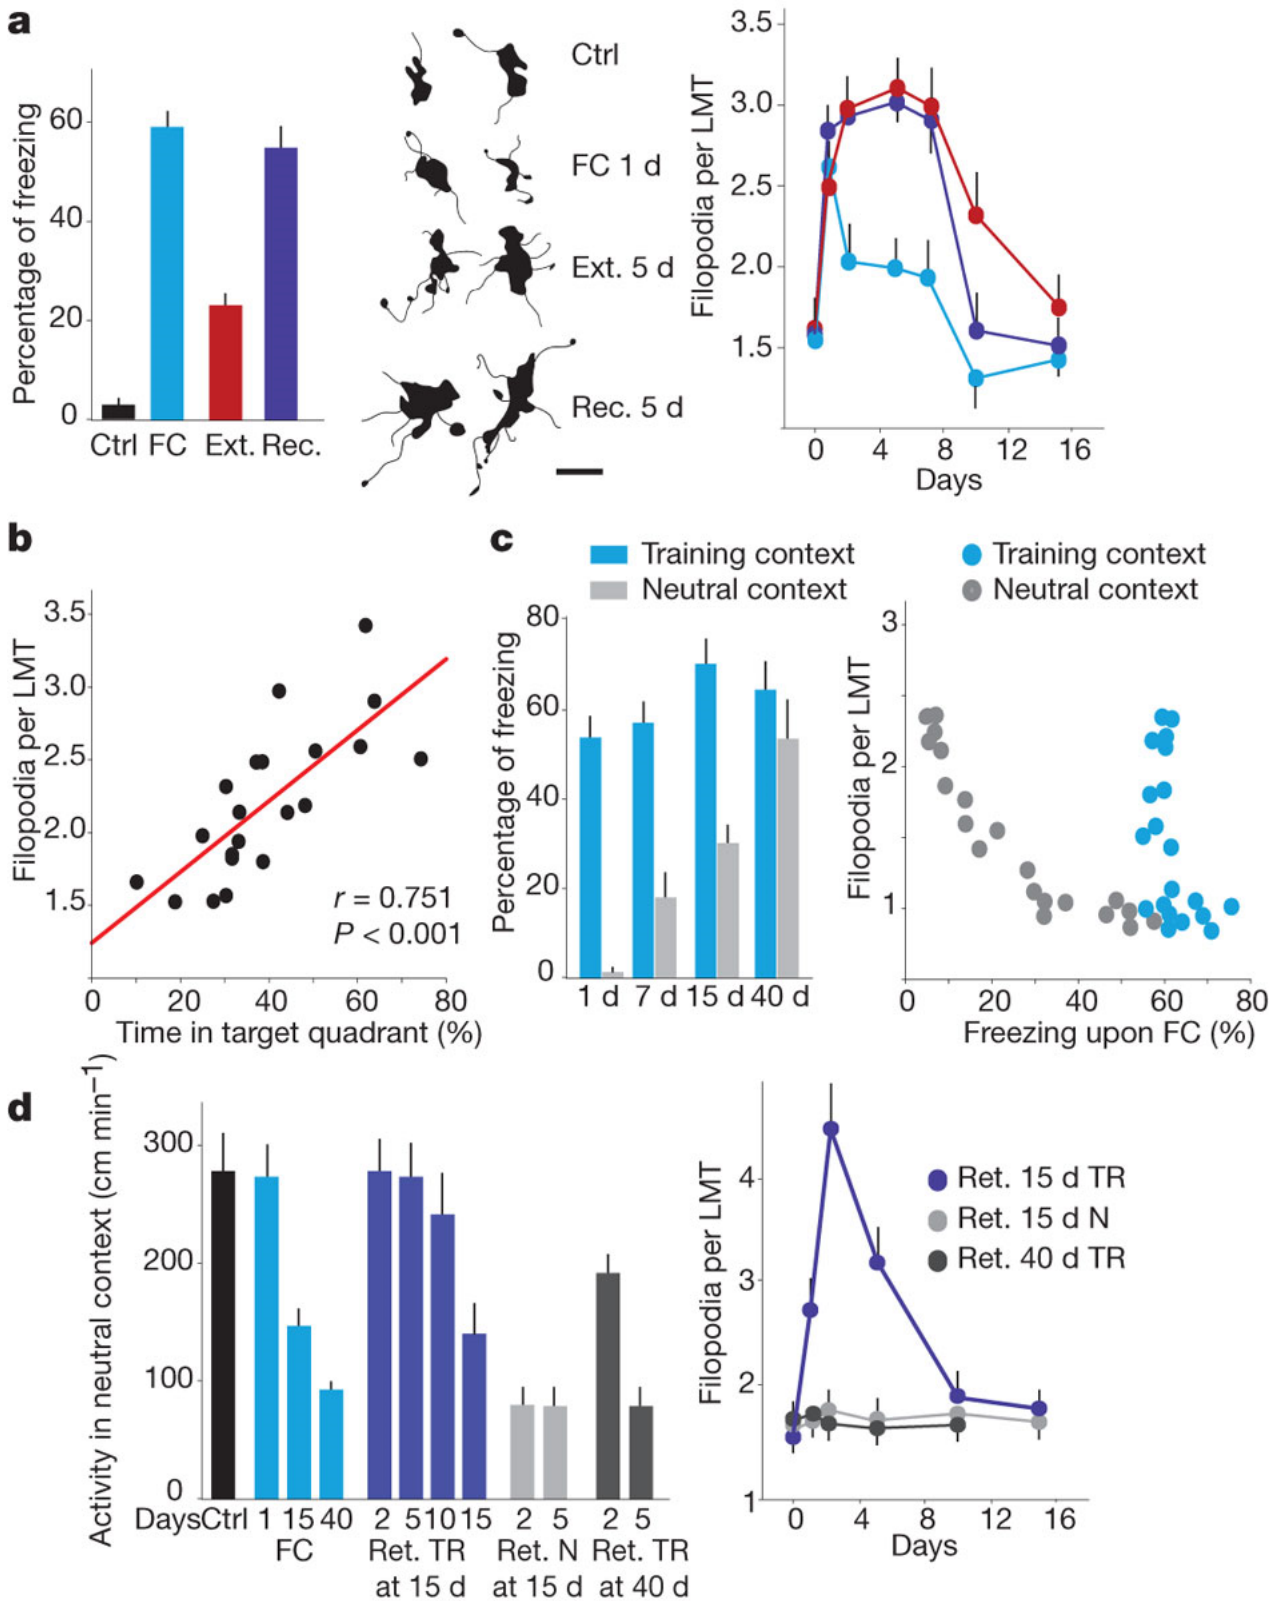 a
Percentage of freezing
60
40
20
0
Ctrl FC Ext. Rec.
Ctrl
FC 1 d
Ext. 5 d
Rec. 5 d
Filopodia per LMT
3.5
3.0
2.5
2.0
1.5
0 4 8 12 16
Days
b
Filopodia per LMT
3.5
3.0
2.5
2.0
1.5
r = 0.751
P < 0.001
0 20 40 60 80
Time in target quadrant (%)
c
Training context
Neutral context
Percentage of freezing
80
60
40
20
0
1 d 7 d 15 d 40 d
Training context
Neutral context
Filopodia per LMT
3
2
1
0 20 40 60 80
Freezing upon FC (%)
d
Activity in neutral context (cm min−1)
300
200
100
0
Days Ctrl 1 15 40 2 5 10 15 2 5 2 5
FC Ret. TR Ret. N Ret. TR
at 15 d at 15 d at 40 d
Filopodia per LMT
4
3
2
1
Ret. 15 d TR
Ret. 15 d N
Ret. 40 d TR
0 4 8 12 16
Days